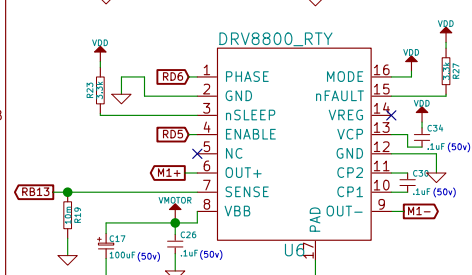 DRV8800_RTY
VDD
VDD
VDD
VDD
R23
3.3k
R27
3.3k
RD6
1
PHASE
MODE
16
2
GND
nFAULT
15
3
nSLEEP
VREG
14
RD5
4
ENABLE
VCP
13
C34
.1uF (50v)
5
NC
GND
12
M1+
6
OUT+
CP2
11
C30
.1uF (50v)
RB13
7
SENSE
CP1
10
8
VBB
OUT-
9
M1-
VMOTOR
10m
R19
C17
100uF (50v)
C26
.1uF (50v)
PAD
17
U6